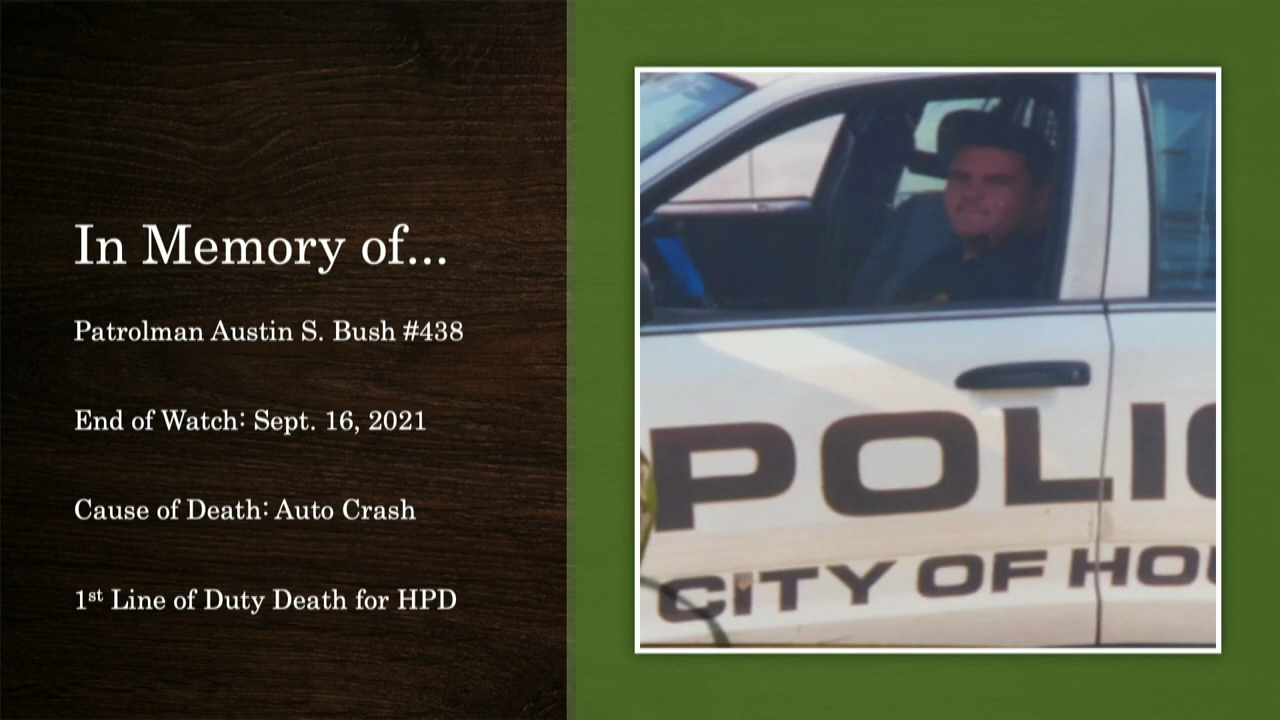 In Memory of...
Patrolman Austin S. Bush #438
End of Watch: Sept. 16, 2021
Cause of Death: Auto Crash
1st Line of Duty Death for HPD
POLIC
CITY OF HOU